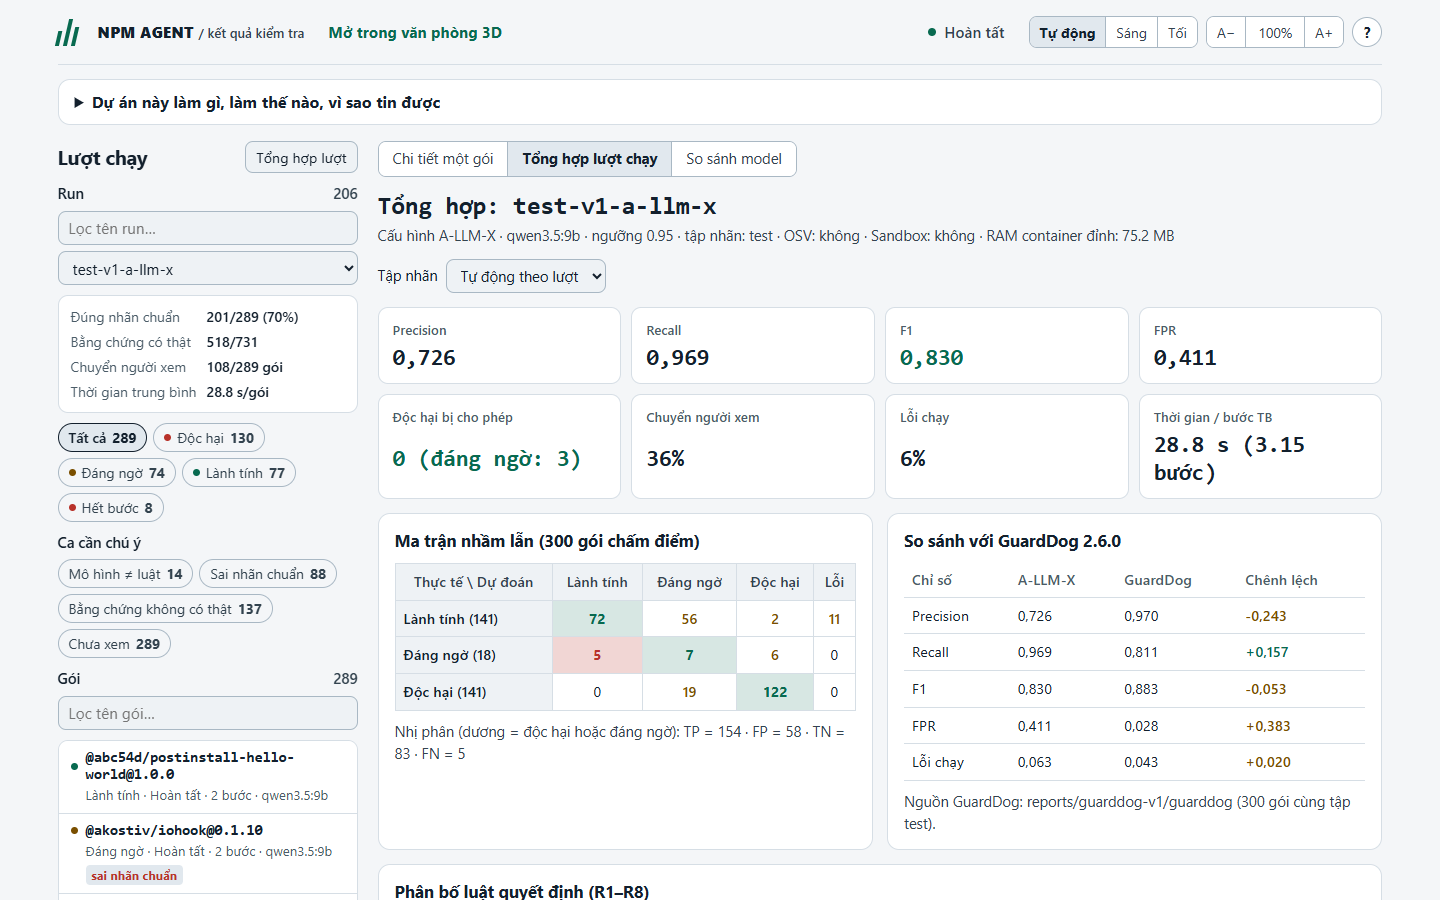 NPM AGENT / kết quả kiểm tra
Mở trong văn phòng 3D
Hoàn tất
Tự động
Sáng
Tối
A−
100%
A+
?
Dự án này làm gì, làm thế nào, vì sao tin được
Lượt chạy
Tổng hợp lượt
Run
206
Lọc tên run...
test-v1-a-llm-x
Đúng nhãn chuẩn 201/289 (70%)
Bằng chứng có thật 518/731
Chuyển người xem 108/289 gói
Thời gian trung bình 28.8 s/gói
Tất cả 289
Độc hại 130
Đáng ngờ 74
Lành tính 77
Hết bước 8
Ca cần chú ý
Mô hình ≠ luật 14
Sai nhãn chuẩn 88
Bằng chứng không có thật 137
Chưa xem 289
Gói
289
Lọc tên gói...
@abc54d/postinstall-hello-
world@1.0.0
Lành tính · Hoàn tất · 2 bước · qwen3.5:9b
@akostiv/iohook@0.1.10
Đáng ngờ · Hoàn tất · 2 bước · qwen3.5:9b
sai nhãn chuẩn
Chi tiết một gói
Tổng hợp lượt chạy
So sánh model
Tổng hợp: test-v1-a-llm-x
Cấu hình A-LLM-X · qwen3.5:9b · ngưỡng 0.95 · tập nhãn: test · OSV: không · Sandbox: không · RAM container đỉnh: 75.2 MB
Tập nhãn
Tự động theo lượt
Precision
0,726
Recall
0,969
F1
0,830
FPR
0,411
Độc hại bị cho phép
0 (đáng ngờ: 3)
Chuyển người xem
36%
Lỗi chạy
6%
Thời gian / bước TB
28.8 s (3.15
bước)
Ma trận nhầm lẫn (300 gói chấm điểm)
Thực tế \ Dự đoán Lành tính Đáng ngờ Độc hại Lỗi
Lành tính (141) 72 56 2 11
Đáng ngờ (18) 5 7 6 0
Độc hại (141) 0 19 122 0
Nhị phân (dương = độc hại hoặc đáng ngờ): TP = 154 · FP = 58 · TN =
83 · FN = 5
So sánh với GuardDog 2.6.0
Chỉ số A-LLM-X GuardDog Chênh lệch
Precision 0,726 0,970 -0,243
Recall 0,969 0,811 +0,157
F1 0,830 0,883 -0,053
FPR 0,411 0,028 +0,383
Lỗi chạy 0,063 0,043 +0,020
Nguồn GuardDog: reports/guarddog-v1/guarddog (300 gói cùng tập
test).
Phân bố luật quyết định (R1–R8)